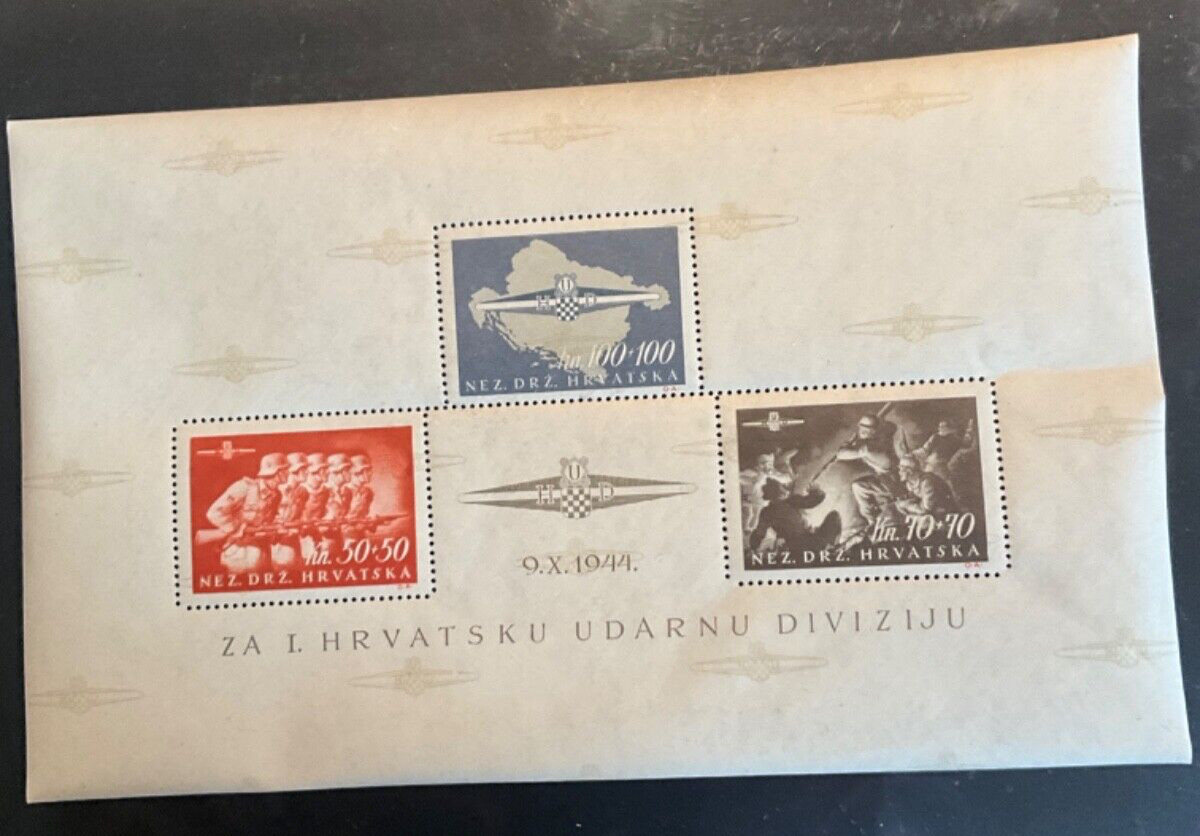 U
H D
kn 100+100
NEZ. DRŽ. HRVATSKA
O.A.
kn. 50+50
NEZ. DRŽ. HRVATSKA
O.A.
U
H D
9.X.1944.
kn. 70+70
NEZ. DRŽ. HRVATSKA
O.A.
ZA I. HRVATSKU UDARNU DIVIZIJU